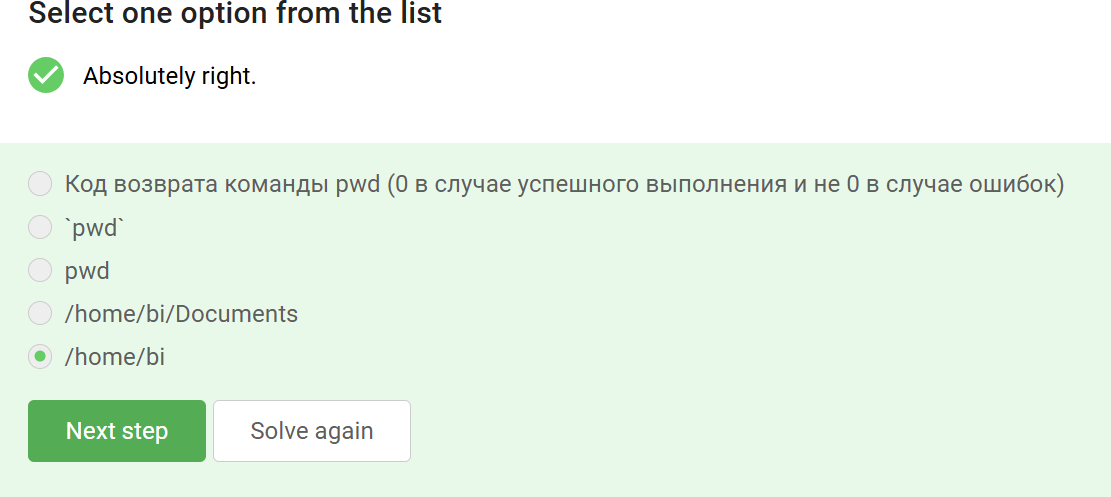 Select one option from the list
Absolutely right.
Код возврата команды pwd (0 в случае успешного выполнения и не 0 в случае ошибок)
`pwd`
pwd
/home/bi/Documents
/home/bi
Next step
Solve again